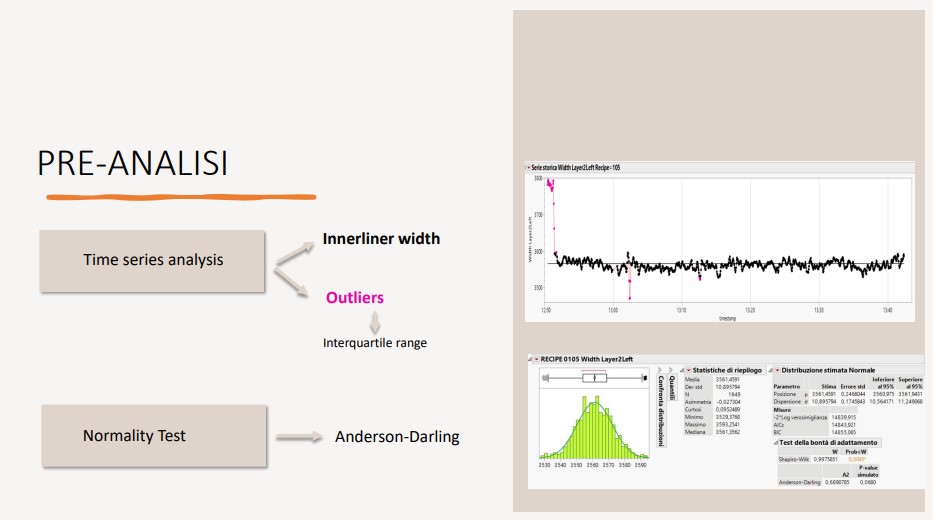 PRE-ANALISI
Time series analysis
Innerliner width
Outliers
Interquartile range
Normality Test
Anderson-Darling
Serie storica Width Layer2Left Recipe=105
Width Layer2Left
3800
3700
3600
3500
12:50 13:00 13:10 13:20 13:30 13:40
timestamp
RECIPE 0105 Width Layer2Left
3530 3540 3550 3560 3570 3580 3590
Confronta distribuzioni
Quantili
Statistiche di riepilogo
Media 3561,4591
Dev std 10,895794
N 1949
Asimmetria -0,027304
Curtosi 0,0952489
Minimo 3529,3768
Massimo 3593,2541
Mediana 3561,3562
Distribuzione stimata Normale
Parametro Stima Errore std Inferiore al 95% Superiore al 95%
Posizione μ 3561,4591 0,2468044 3560,975 3561,9431
Dispersione σ 10,895794 0,1745843 10,564171 11,249068
Misure
-2*Log verosimiglianza 14839,915
AICc 14843,921
BIC 14855,065
Test della bontà di adattamento
W Prob<W
Shapiro-Wilk 0,9975851 0,0045*
A2 P-value simulato
Anderson-Darling 0,6690785 0,0680